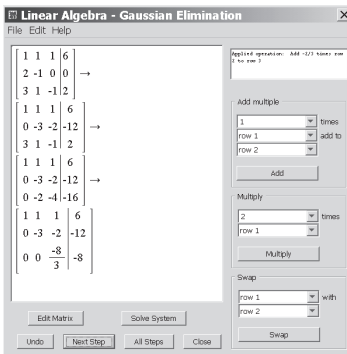 Linear Algebra - Gaussian Elimination
File Edit Help
1 1 1 | 6
2 -1 0 | 0 →
3 1 -1 | 2
1 1 1 | 6
0 -3 -2 | -12 →
3 1 -1 | 2
1 1 1 | 6
0 -3 -2 | -12 →
0 -2 -4 | -16
1 1 1 | 6
0 -3 -2 | -12
0 0 -8/3 | -8
Edit Matrix Solve System
Undo Next Step All Steps Close
Applied operation: Add -2/3 times row
2 to row 3
Add multiple
1 times
row 1 add to
row 2
Add
Multiply
2 times
row 1
Multiply
Swap
row 1 with
row 2
Swap